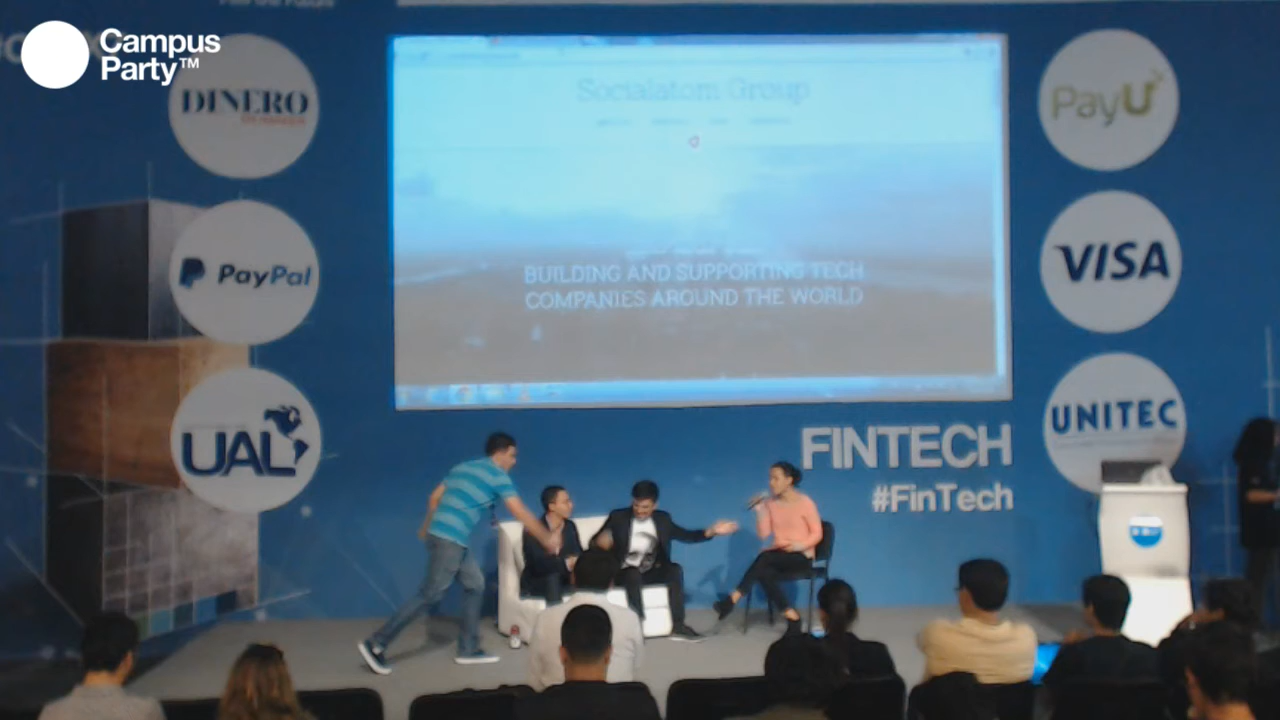 Campus
Party™
DINERO
PayPal
UAL
Socialatom Group
BUILDING AND SUPPORTING TECH
COMPANIES AROUND THE WORLD
PayU
VISA
UNITEC
FINTECH
#FinTech